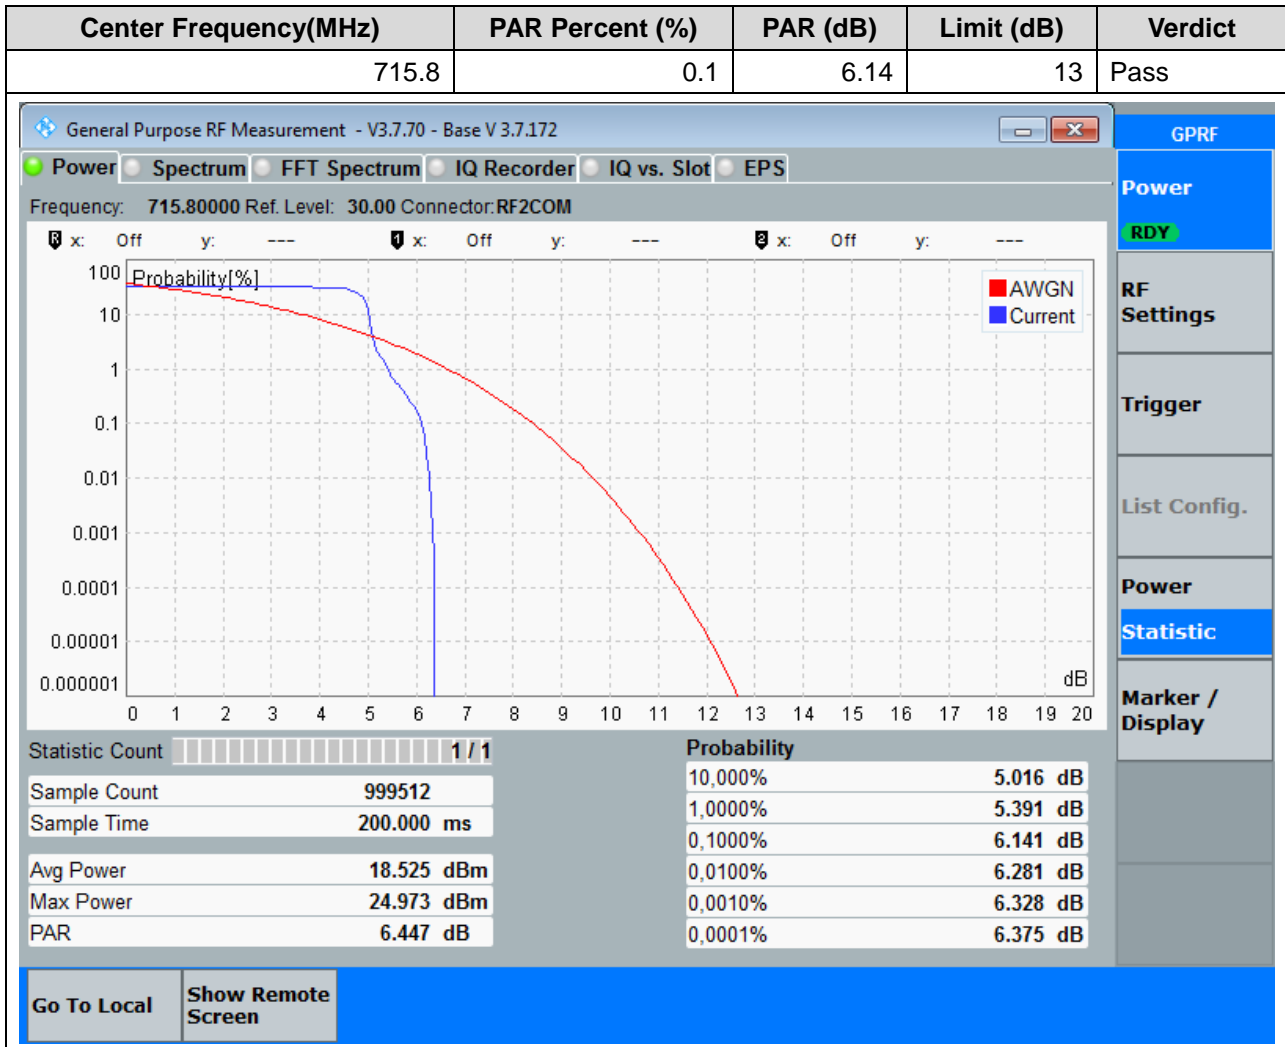 Center Frequency(MHz) PAR Percent (%) PAR (dB) Limit (dB) Verdict
715.8 0.1 6.14 13 Pass
General Purpose RF Measurement - V3.7.70 - Base V 3.7.172
Power Spectrum FFT Spectrum IQ Recorder IQ vs. Slot EPS
Frequency: 715.80000 Ref. Level: 30.00 Connector:RF2COM
R x: Off y: --- 1 x: Off y: --- 2 x: Off y: ---
Probability[%]
100
10
1
0.1
0.01
0.001
0.0001
0.00001
0.000001
AWGN
Current
dB
0 1 2 3 4 5 6 7 8 9 10 11 12 13 14 15 16 17 18 19 20
Statistic Count 1 / 1
Sample Count 999512
Sample Time 200.000 ms
Avg Power 18.525 dBm
Max Power 24.973 dBm
PAR 6.447 dB
Probability
10,000% 5.016 dB
1,0000% 5.391 dB
0,1000% 6.141 dB
0,0100% 6.281 dB
0,0010% 6.328 dB
0,0001% 6.375 dB
GPRF
Power
RDY
RF
Settings
Trigger
List Config.
Power
Statistic
Marker /
Display
Go To Local
Show Remote
Screen